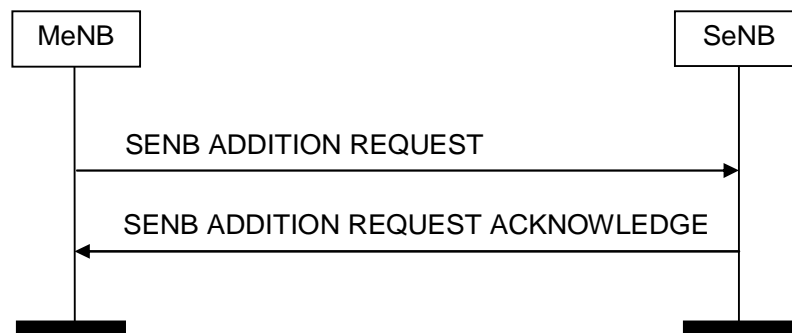 MeNB
SeNB
SENB ADDITION REQUEST
SENB ADDITION REQUEST ACKNOWLEDGE